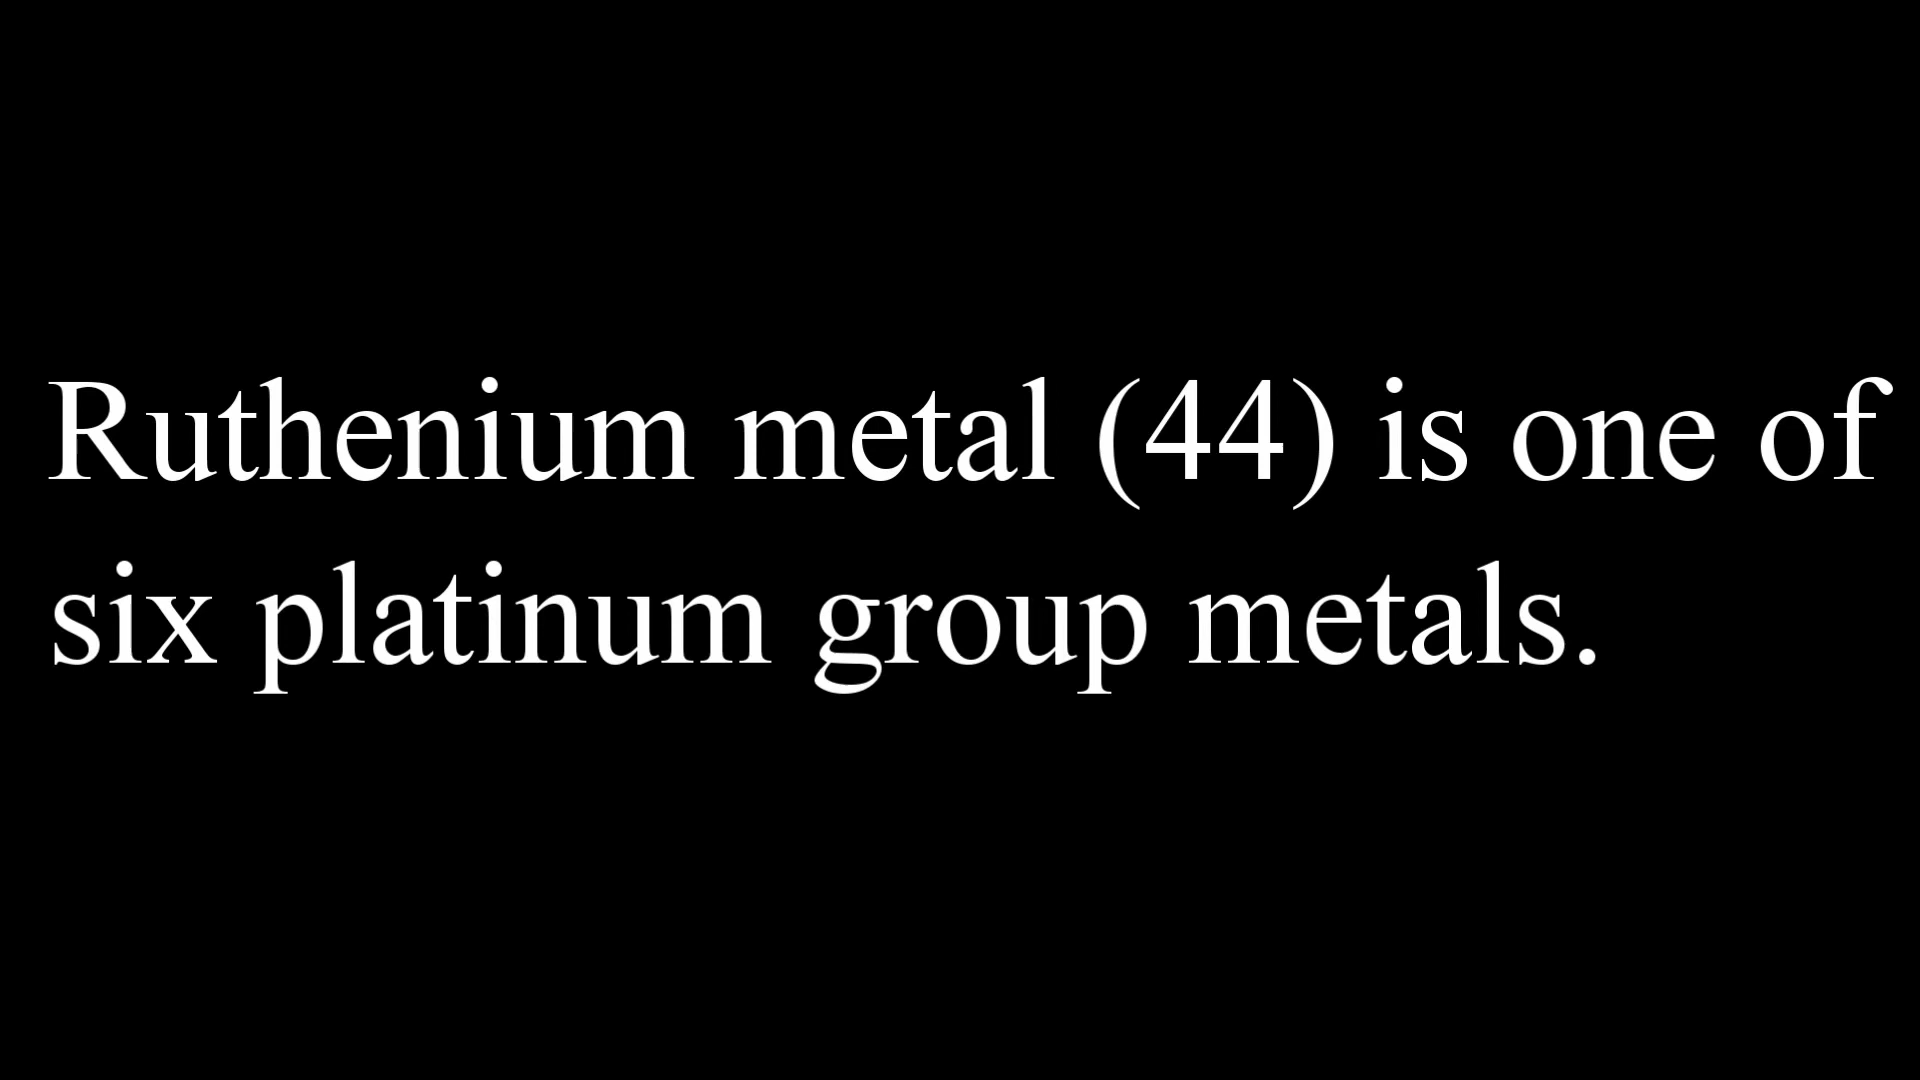 Ruthenium metal (44) is one of
six platinum group metals.